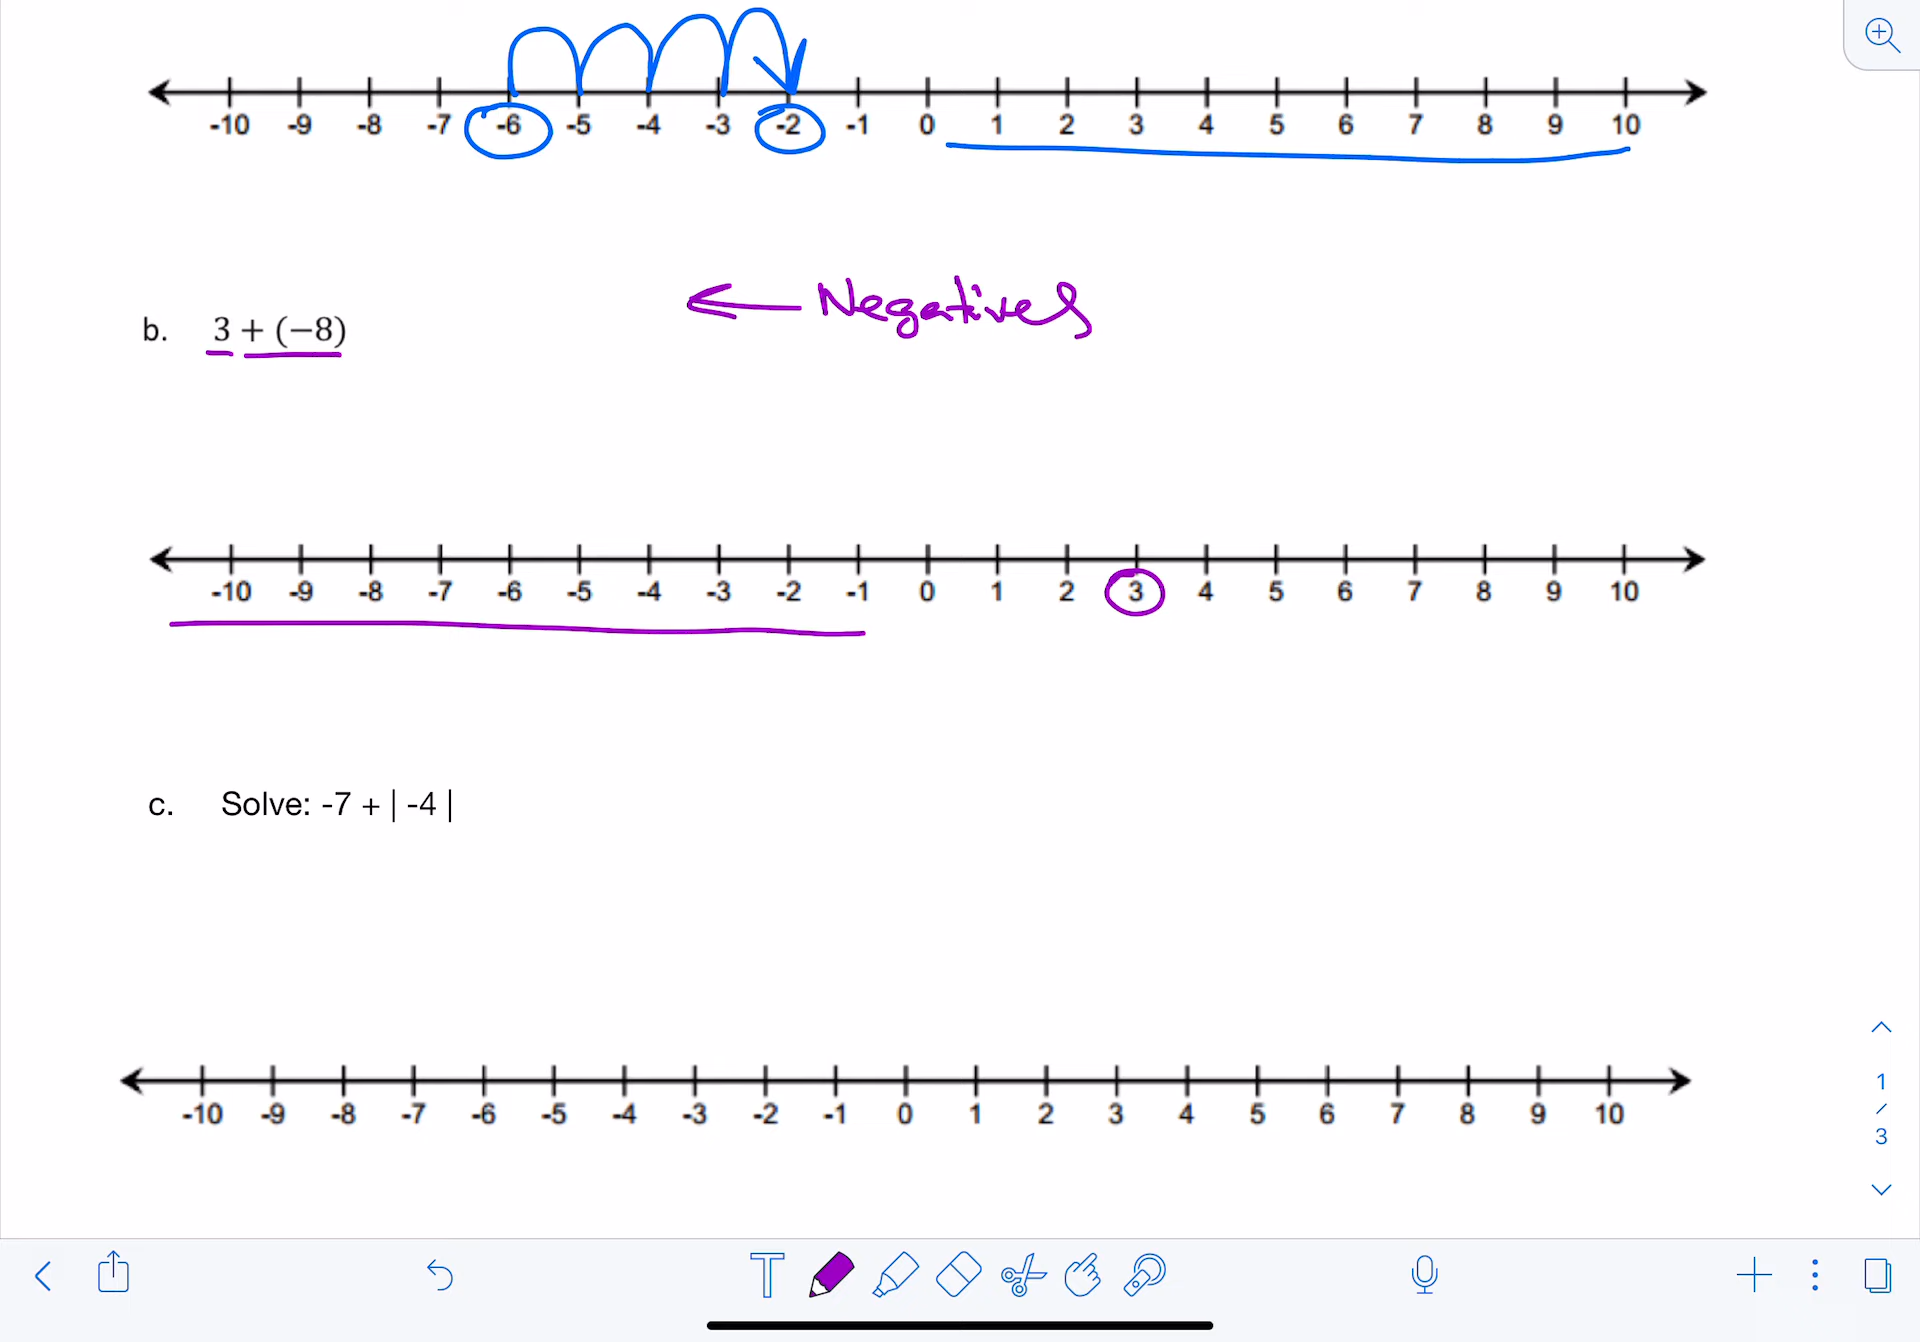 -10 -9 -8 -7 -6 -5 -4 -3 -2 -1 0 1 2 3 4 5 6 7 8 9 10
← Negatives
b. 3 + (−8)
-10 -9 -8 -7 -6 -5 -4 -3 -2 -1 0 1 2 3 4 5 6 7 8 9 10
c. Solve: -7 + | -4 |
-10 -9 -8 -7 -6 -5 -4 -3 -2 -1 0 1 2 3 4 5 6 7 8 9 10
1
/
3
T